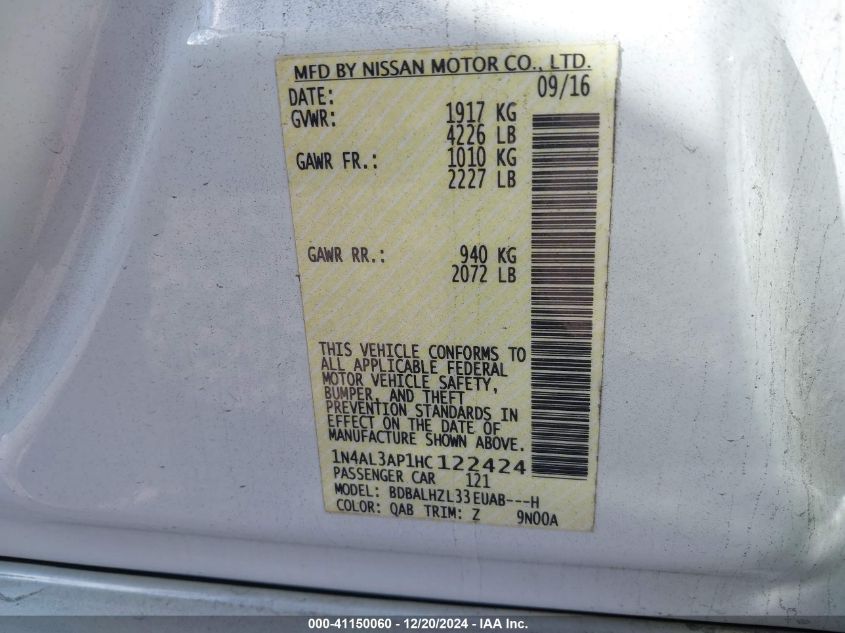 MFD BY NISSAN MOTOR CO., LTD.
DATE: 09/16
GVWR: 1917 KG
4226 LB
GAWR FR.: 1010 KG
2227 LB
GAWR RR.: 940 KG
2072 LB
THIS VEHICLE CONFORMS TO
ALL APPLICABLE FEDERAL
MOTOR VEHICLE SAFETY,
BUMPER, AND THEFT
PREVENTION STANDARDS IN
EFFECT ON THE DATE OF
MANUFACTURE SHOWN ABOVE.
1N4AL3AP1HC122424
PASSENGER CAR 121
MODEL: BDBALHZL33EUAB---H
COLOR: QAB TRIM: Z 9N00A
000-41150060 - 12/20/2024 - IAA Inc.